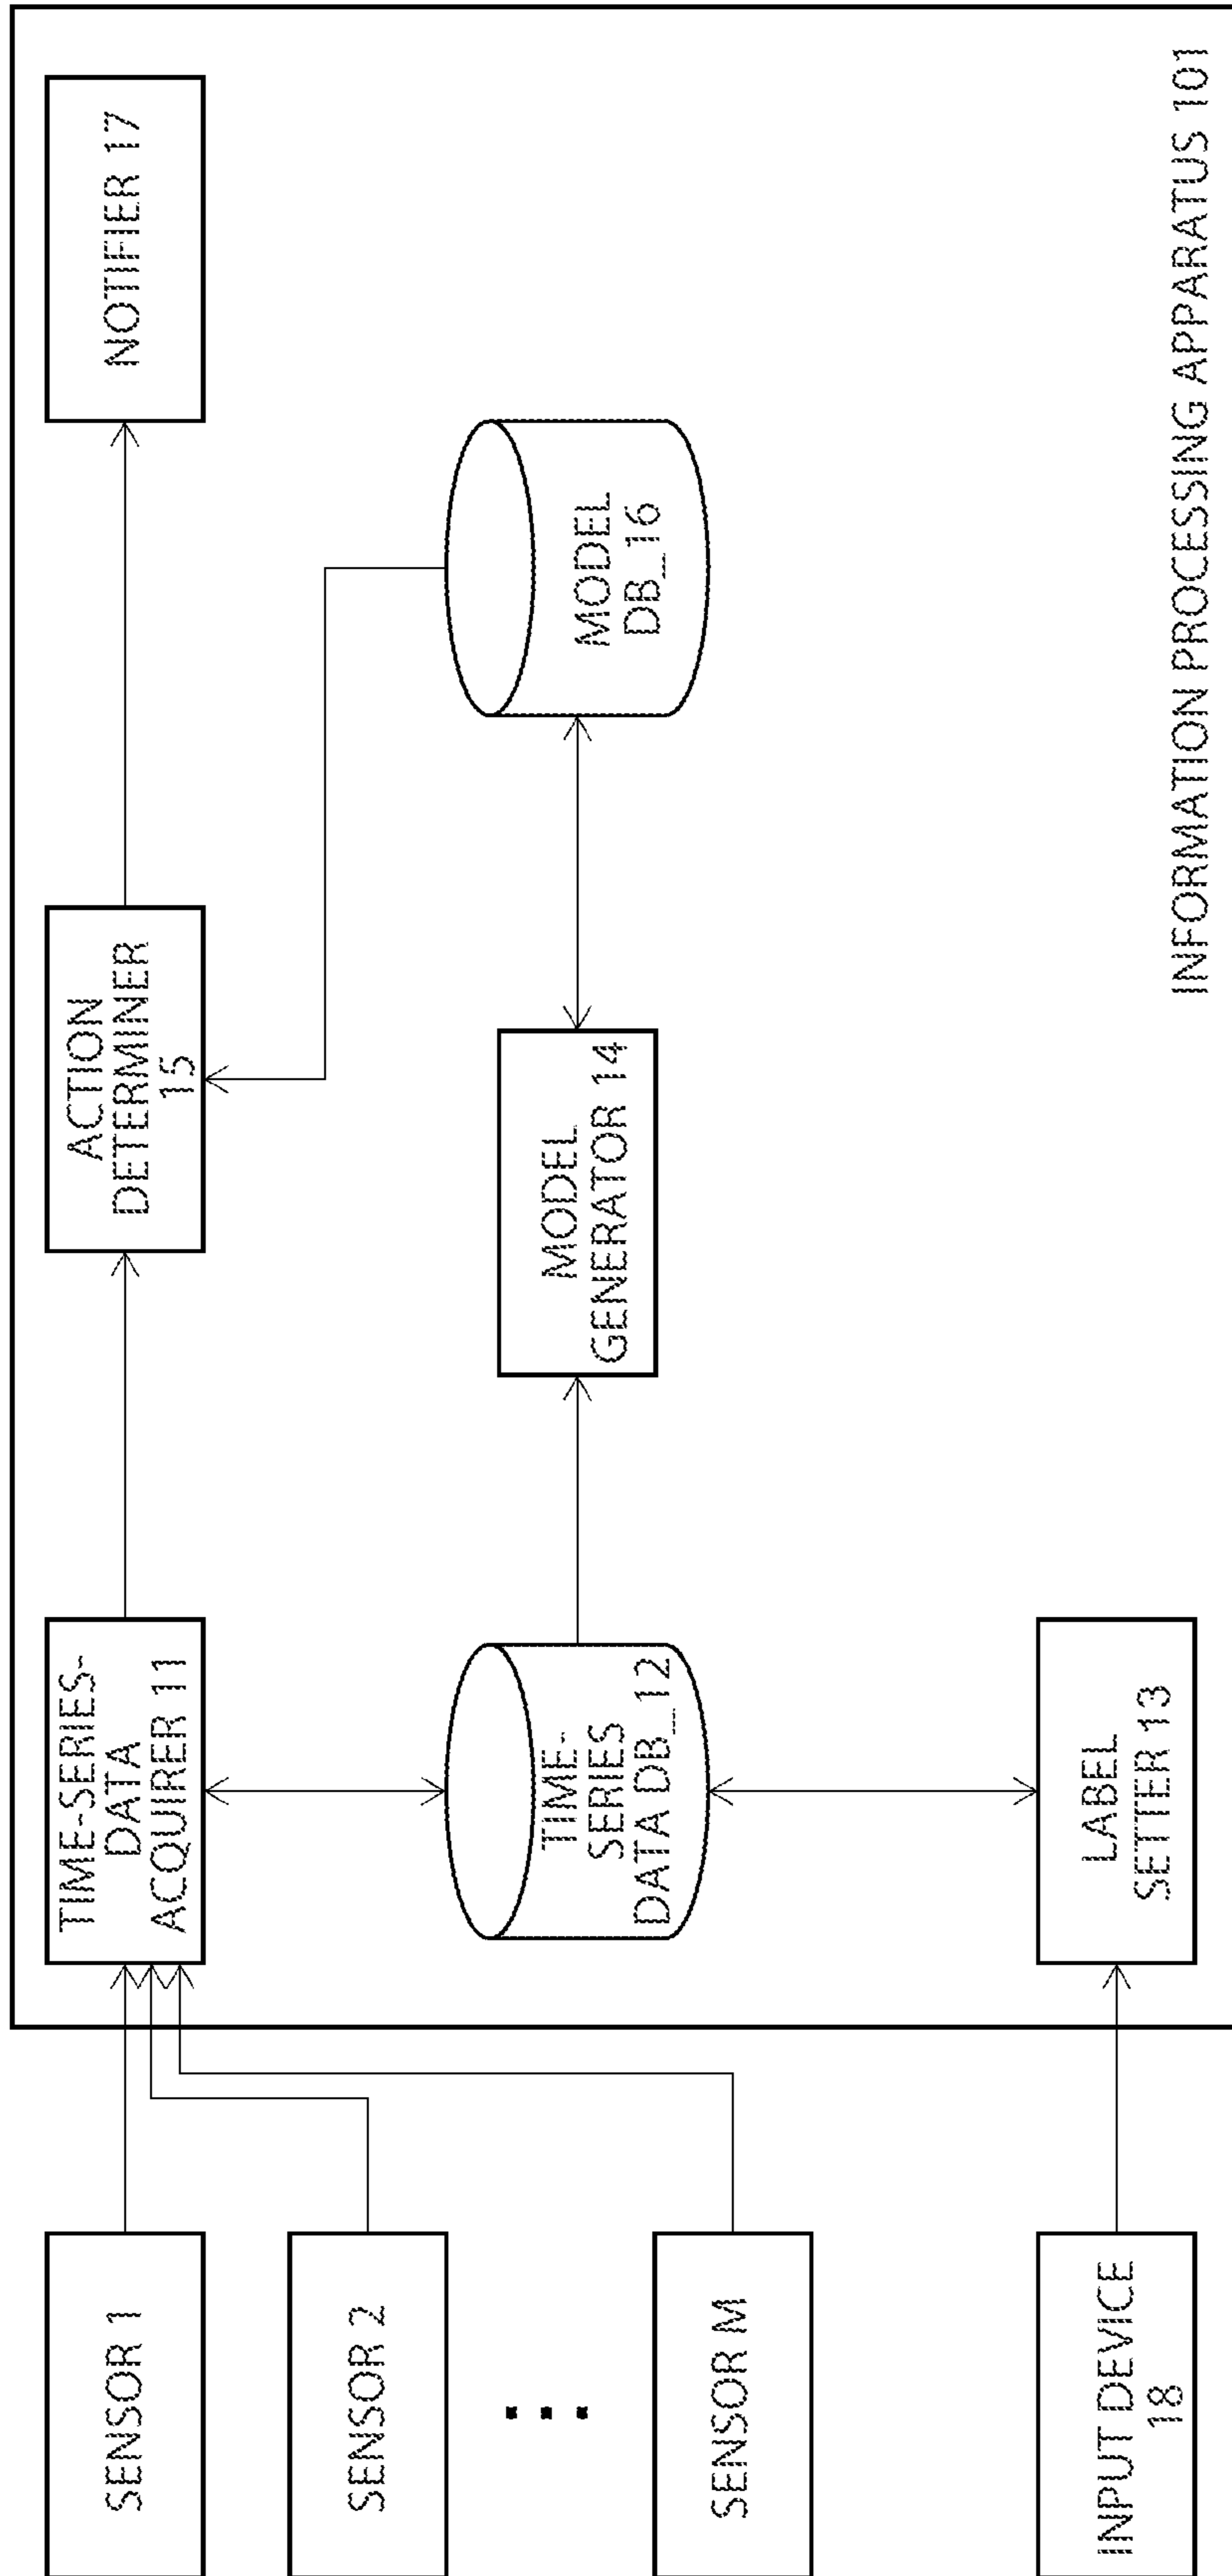 SENSOR 1
SENSOR 2
SENSOR M
INPUT DEVICE
18
TIME-SERIES-
DATA
ACQUIRER 11
TIME-
SERIES
DATA DB_12
LABEL
SETTER 13
ACTION
DETERMINER
15
MODEL
GENERATOR 14
MODEL
DB_16
NOTIFIER 17
INFORMATION PROCESSING APPARATUS 101